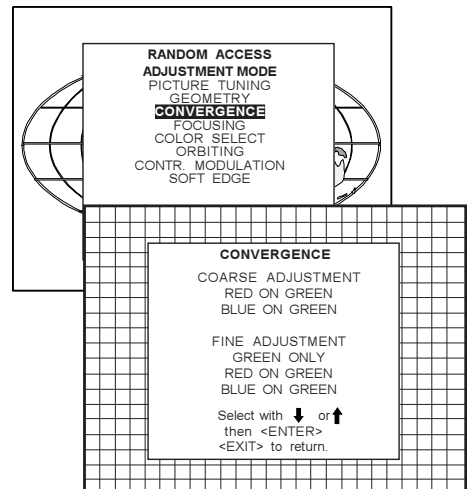 RANDOM ACCESS
ADJUSTMENT MODE
PICTURE TUNING
GEOMETRY
CONVERGENCE
FOCUSING
COLOR SELECT
ORBITING
CONTR. MODULATION
SOFT EDGE
CONVERGENCE
COARSE ADJUSTMENT
RED ON GREEN
BLUE ON GREEN
FINE ADJUSTMENT
GREEN ONLY
RED ON GREEN
BLUE ON GREEN
Select with ↓ or ↑
then <ENTER>
<EXIT> to return.